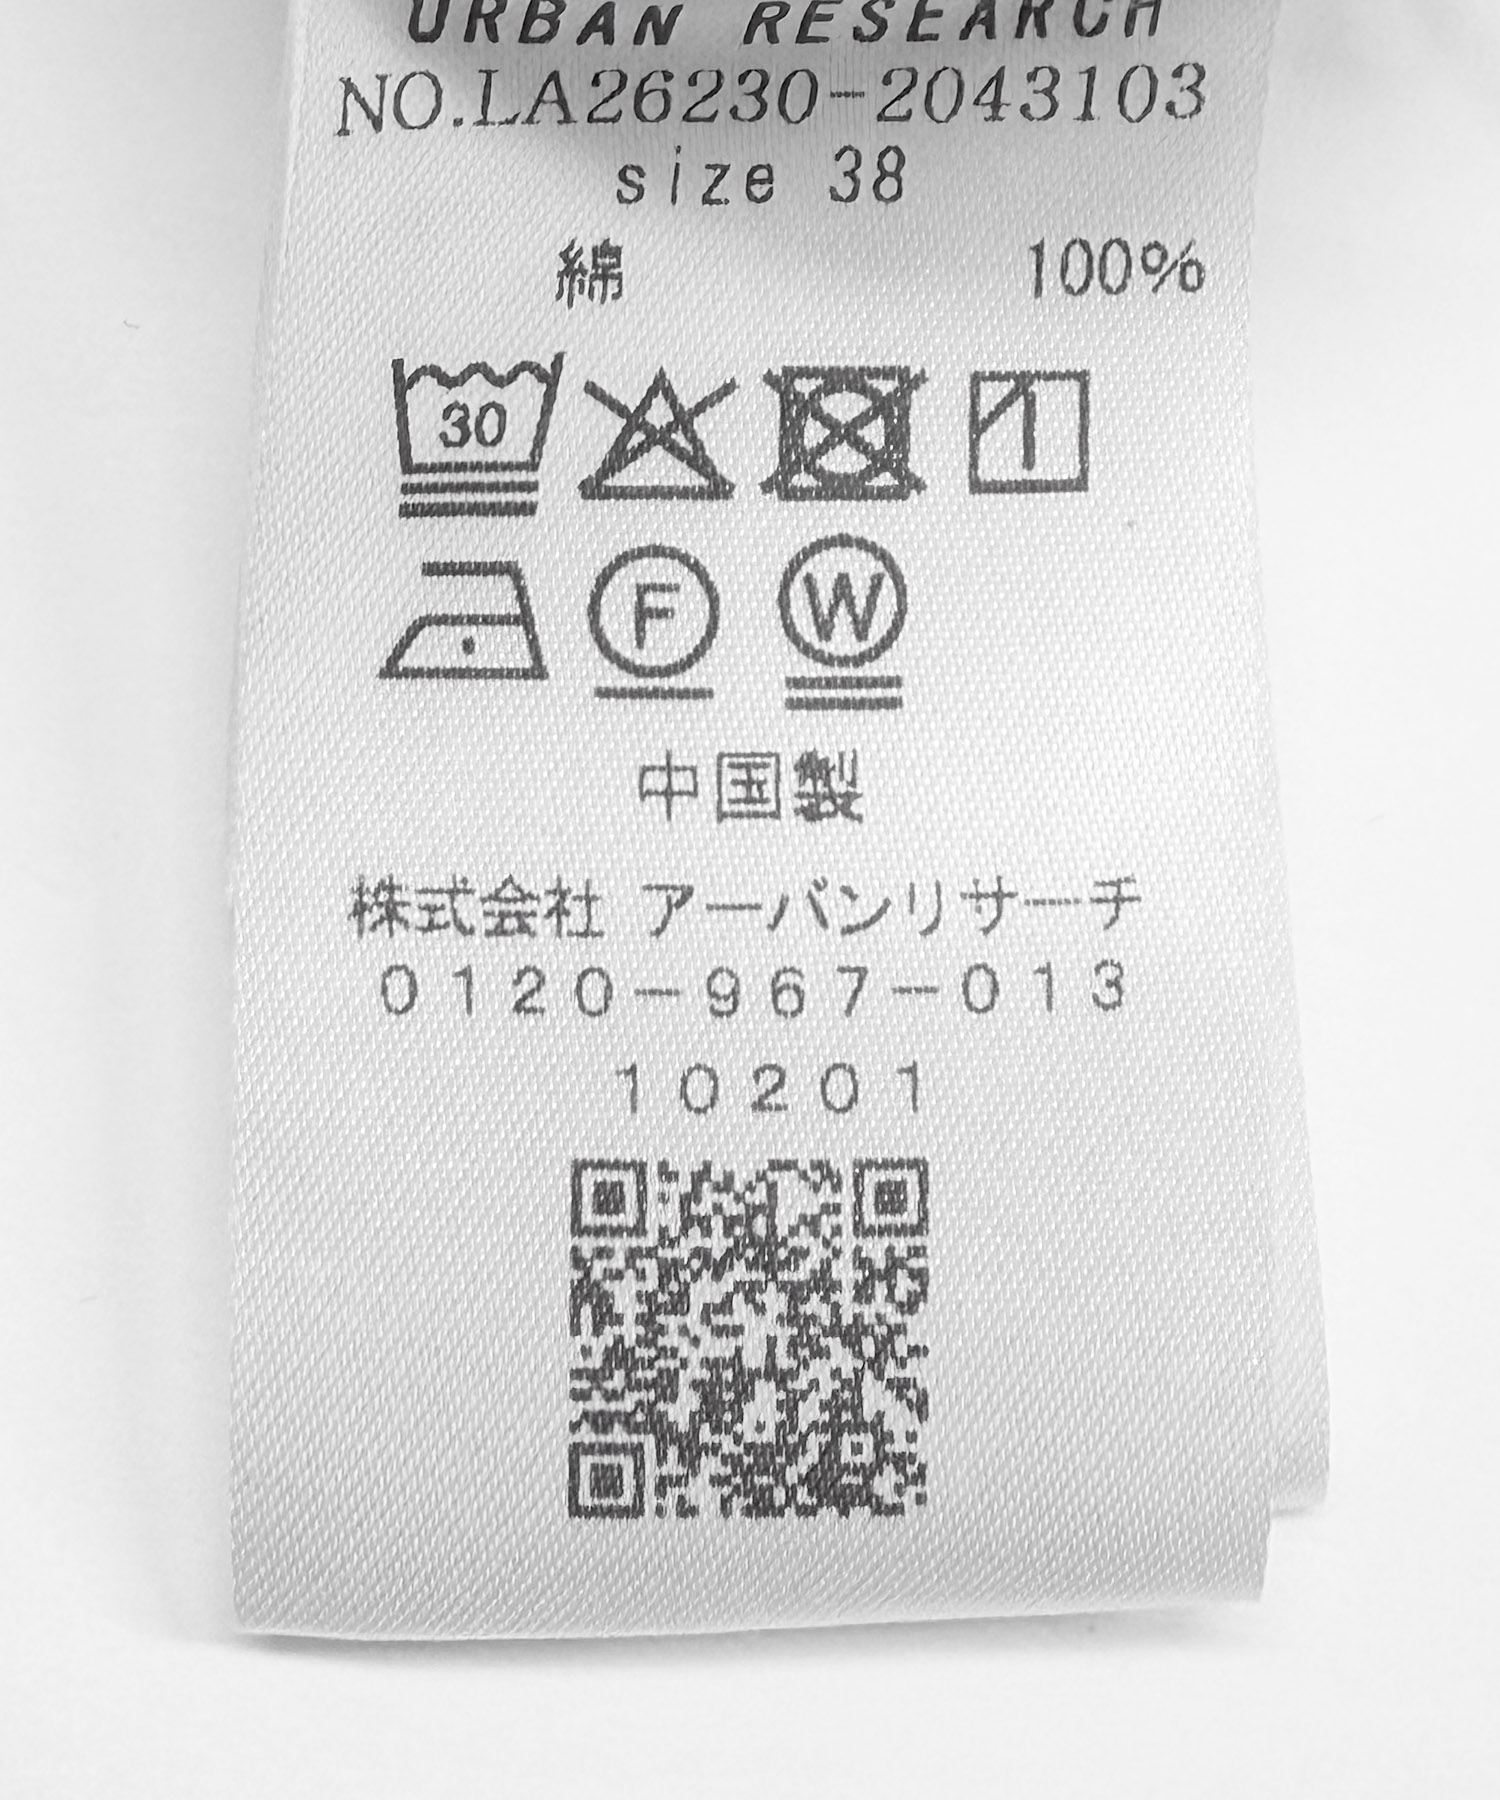 URBAN RESEARCH
NO.LA26230-2043103
size 38
綿 100%
30
F W
中国製
株式会社 アーバンリサーチ
0120-967-013
10201